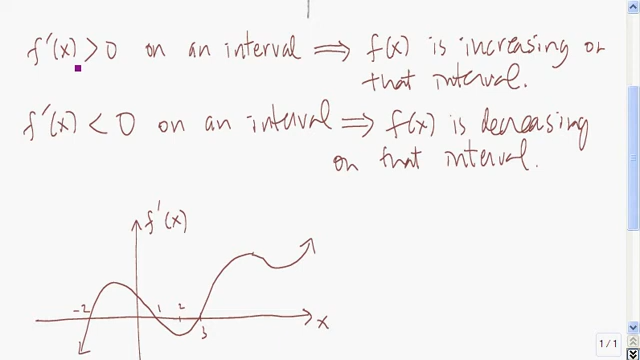 f'(x) > 0 on an interval ⟹ f(x) is increasing on
that interval.
f'(x) < 0 on an interval ⟹ f(x) is decreasing
on that interval.
f'(x)
-2 1 2
3 x
1/1